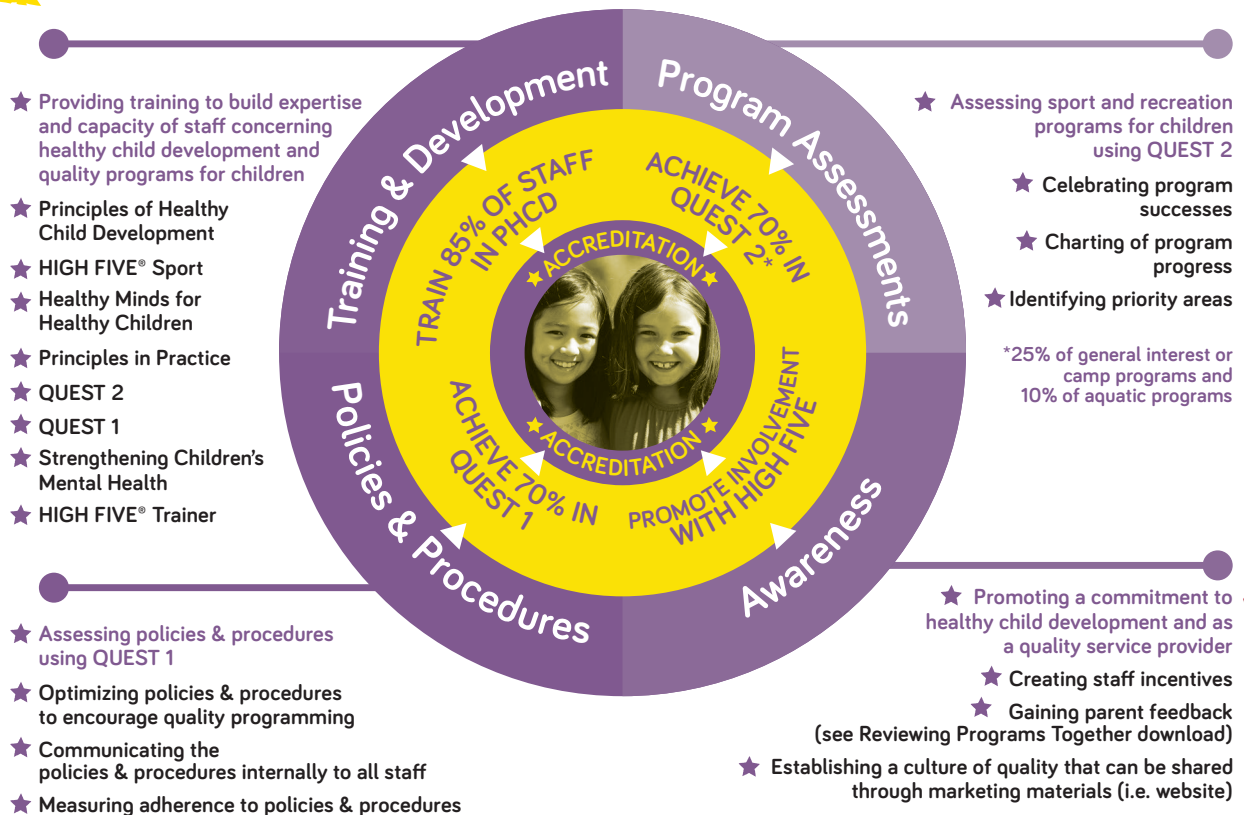 Training & Development
Program Assessments
Policies & Procedures
Awareness
TRAIN 85% OF STAFF
IN PHCD
ACHIEVE 70% IN
QUEST 2*
ACHIEVE 70% IN
QUEST 1
PROMOTE INVOLVEMENT
WITH HIGH FIVE
ACCREDITATION
ACCREDITATION
Providing training to build expertise
and capacity of staff concerning
healthy child development and
quality programs for children
Principles of Healthy
Child Development
HIGH FIVE® Sport
Healthy Minds for
Healthy Children
Principles in Practice
QUEST 2
QUEST 1
Strengthening Children's
Mental Health
HIGH FIVE® Trainer
Assessing sport and recreation
programs for children
using QUEST 2
Celebrating program
successes
Charting of program
progress
Identifying priority areas
*25% of general interest or
camp programs and
10% of aquatic programs
Assessing policies & procedures
using QUEST 1
Optimizing policies & procedures
to encourage quality programming
Communicating the
policies & procedures internally to all staff
Measuring adherence to policies & procedures
Promoting a commitment to
healthy child development and as
a quality service provider
Creating staff incentives
Gaining parent feedback
(see Reviewing Programs Together download)
Establishing a culture of quality that can be shared
through marketing materials (i.e. website)